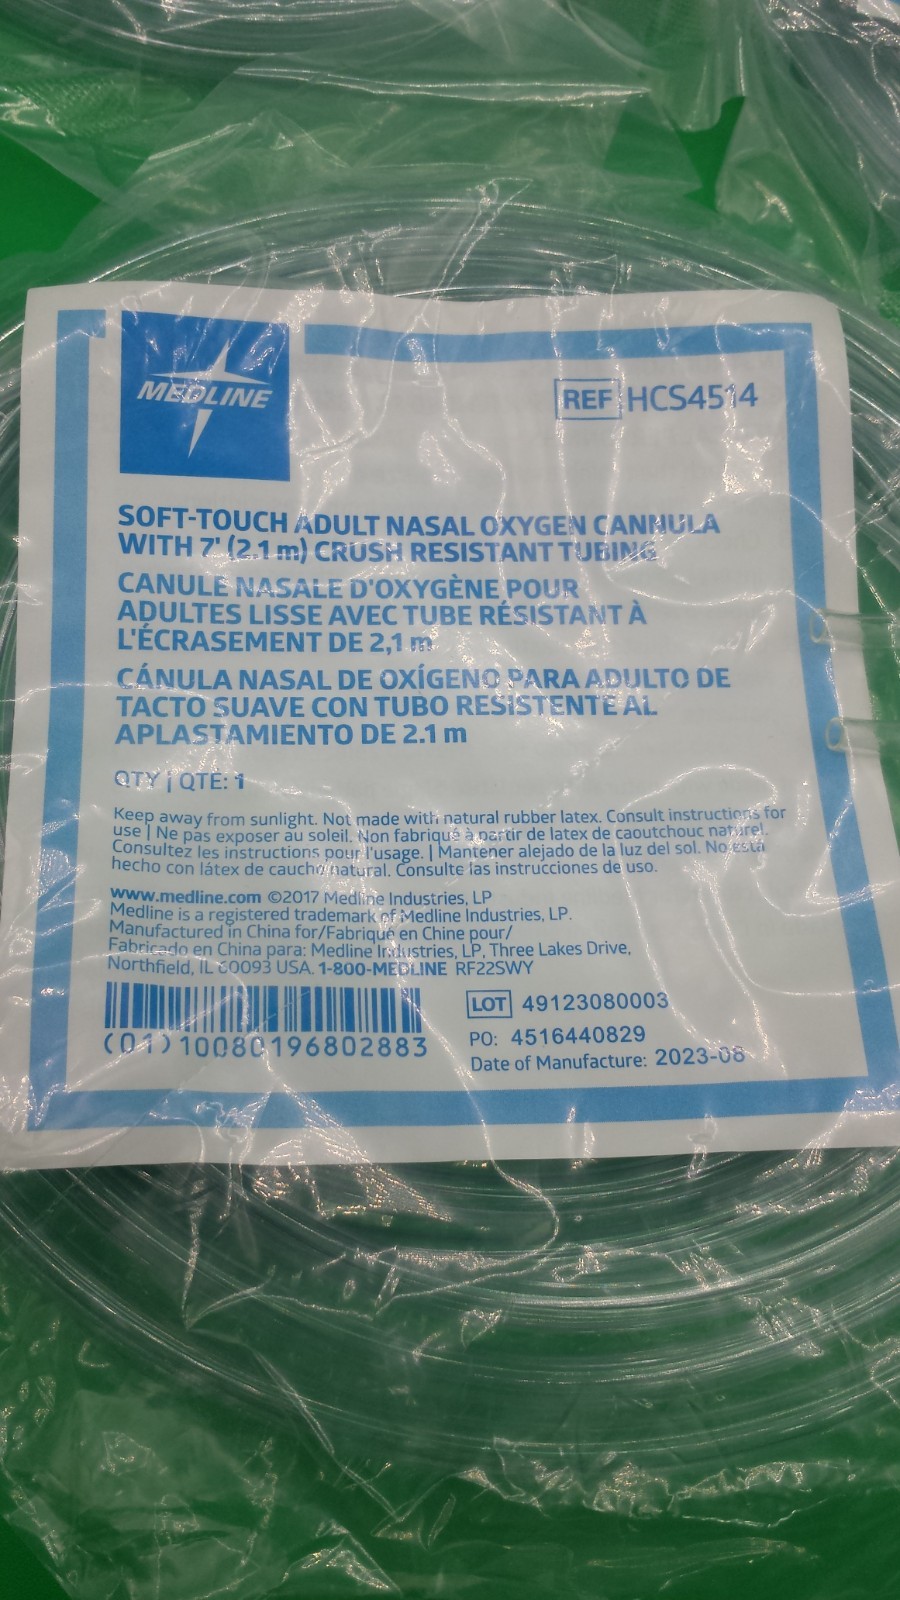 MEDLINE
REF HCS4514
SOFT-TOUCH ADULT NASAL OXYGEN CANNULA
WITH 7' (2.1 m) CRUSH RESISTANT TUBING
CANULE NASALE D'OXYGÈNE POUR
ADULTES LISSE AVEC TUBE RÉSISTANT À
L'ÉCRASEMENT DE 2,1 m
CÁNULA NASAL DE OXÍGENO PARA ADULTO DE
TACTO SUAVE CON TUBO RESISTENTE AL
APLASTAMIENTO DE 2.1 m
QTY | QTÉ: 1
Keep away from sunlight. Not made with natural rubber latex. Consult instructions for
use | Ne pas exposer au soleil. Non fabriqué à partir de latex de caoutchouc naturel.
Consultez les instructions pour l'usage. | Mantener alejado de la luz del sol. No está
hecho con látex de caucho natural. Consulte las instrucciones de uso.
www.medline.com ©2017 Medline Industries, LP
Medline is a registered trademark of Medline Industries, LP.
Manufactured in China for/Fabriqué en Chine pour/
Fabricado en China para: Medline Industries, LP, Three Lakes Drive,
Northfield, IL 60093 USA. 1-800-MEDLINE RF22SWY
(01)10080196802883
LOT 49123080003
PO: 4516440829
Date of Manufacture: 2023-08